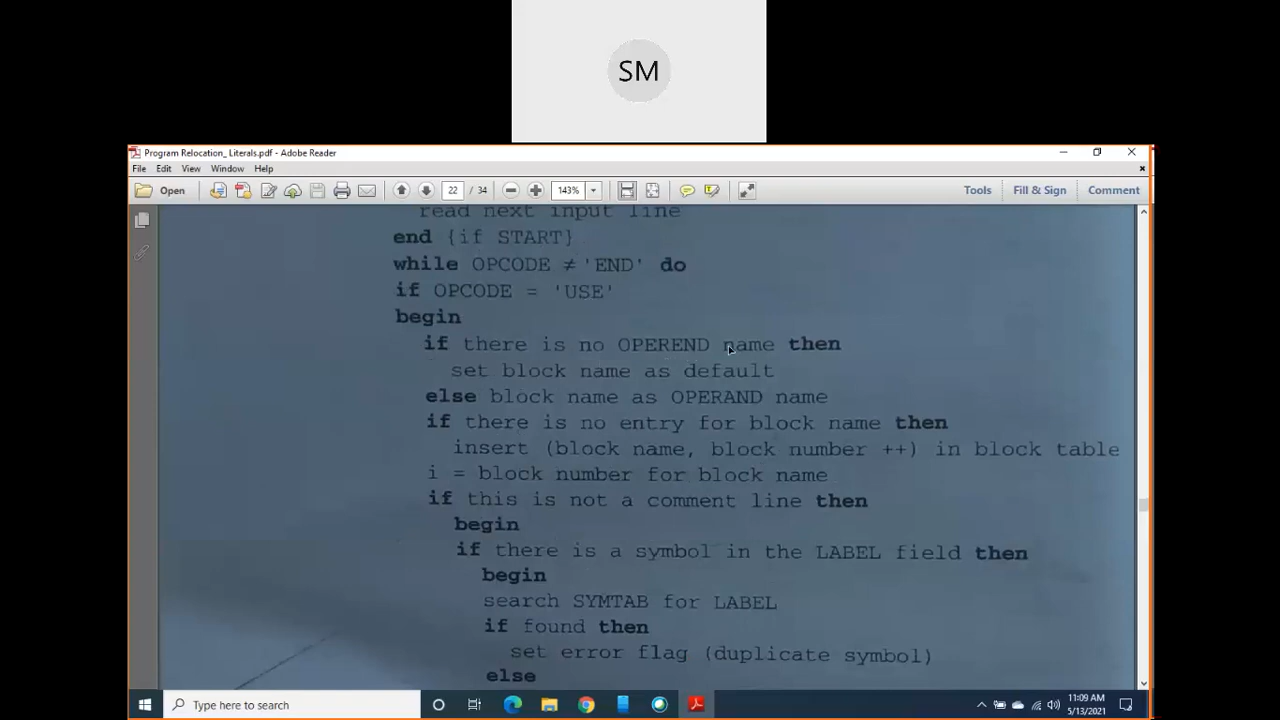 SM
Program Relocation_ Literals.pdf - Adobe Reader
File Edit View Window Help
Open 22 / 34 143% Tools Fill & Sign Comment
read next input line
end {if START}
while OPCODE ≠ 'END' do
if OPCODE = 'USE'
begin
if there is no OPEREND name then
set block name as default
else block name as OPERAND name
if there is no entry for block name then
insert (block name, block number ++) in block table
i = block number for block name
if this is not a comment line then
begin
if there is a symbol in the LABEL field then
begin
search SYMTAB for LABEL
if found then
set error flag (duplicate symbol)
else
Type here to search
11:09 AM
5/13/2021